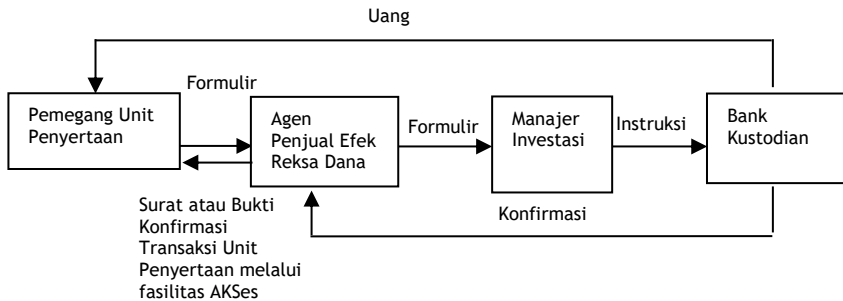 Uang
Formulir
Pemegang Unit
Penyertaan
Agen
Penjual Efek
Reksa Dana
Formulir
Manajer
Investasi
Instruksi
Bank
Kustodian
Surat atau Bukti
Konfirmasi
Transaksi Unit
Penyertaan melalui
fasilitas AKSes
Konfirmasi